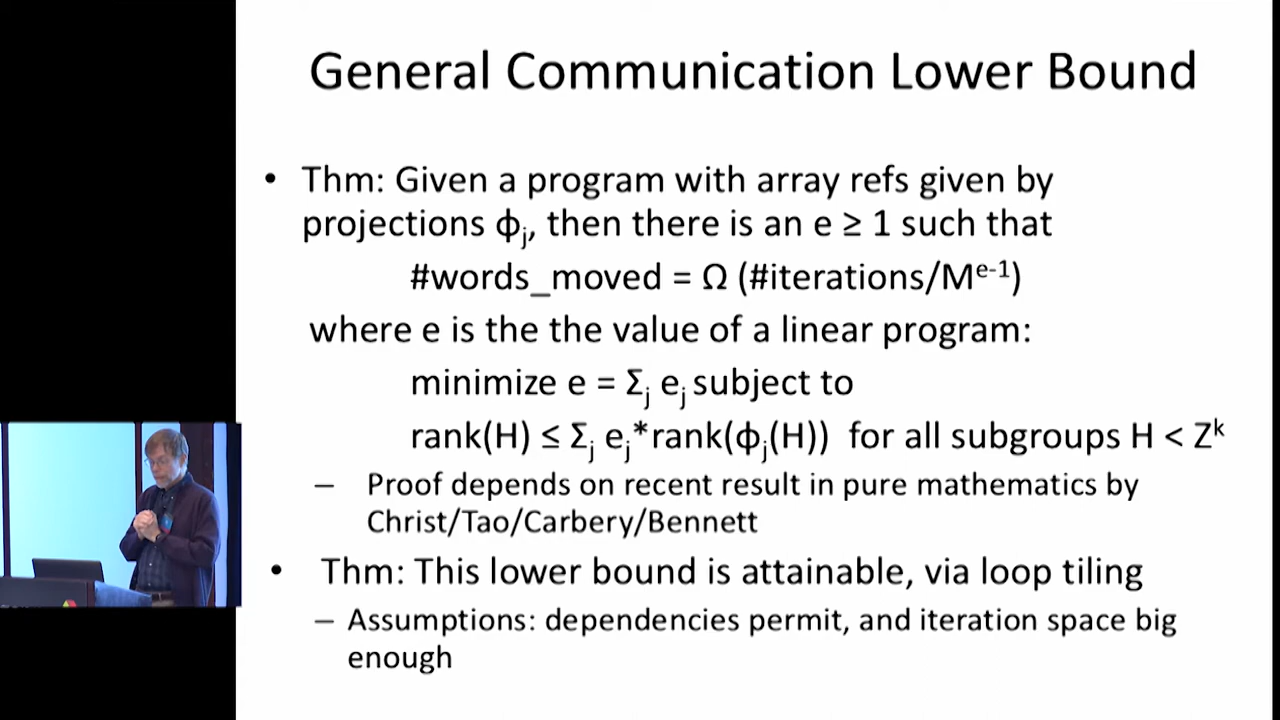 General Communication Lower Bound
• Thm: Given a program with array refs given by
projections ϕj, then there is an e ≥ 1 such that
#words_moved = Ω (#iterations/M^e-1)
where e is the the value of a linear program:
minimize e = Σj ej subject to
rank(H) ≤ Σj ej*rank(ϕj(H)) for all subgroups H < Z^k
– Proof depends on recent result in pure mathematics by
Christ/Tao/Carbery/Bennett
• Thm: This lower bound is attainable, via loop tiling
– Assumptions: dependencies permit, and iteration space big
enough